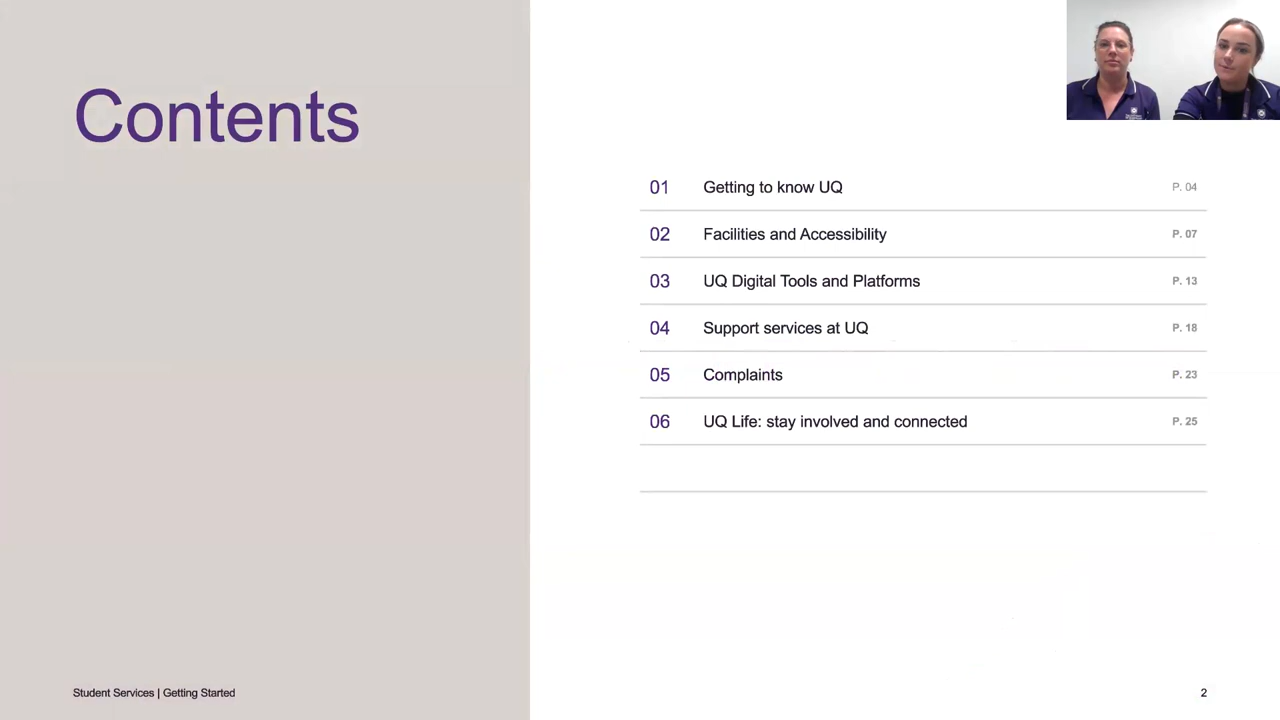 Contents
01 Getting to know UQ P. 04
02 Facilities and Accessibility P. 07
03 UQ Digital Tools and Platforms P. 13
04 Support services at UQ P. 18
05 Complaints P. 23
06 UQ Life: stay involved and connected P. 25
Student Services | Getting Started 2